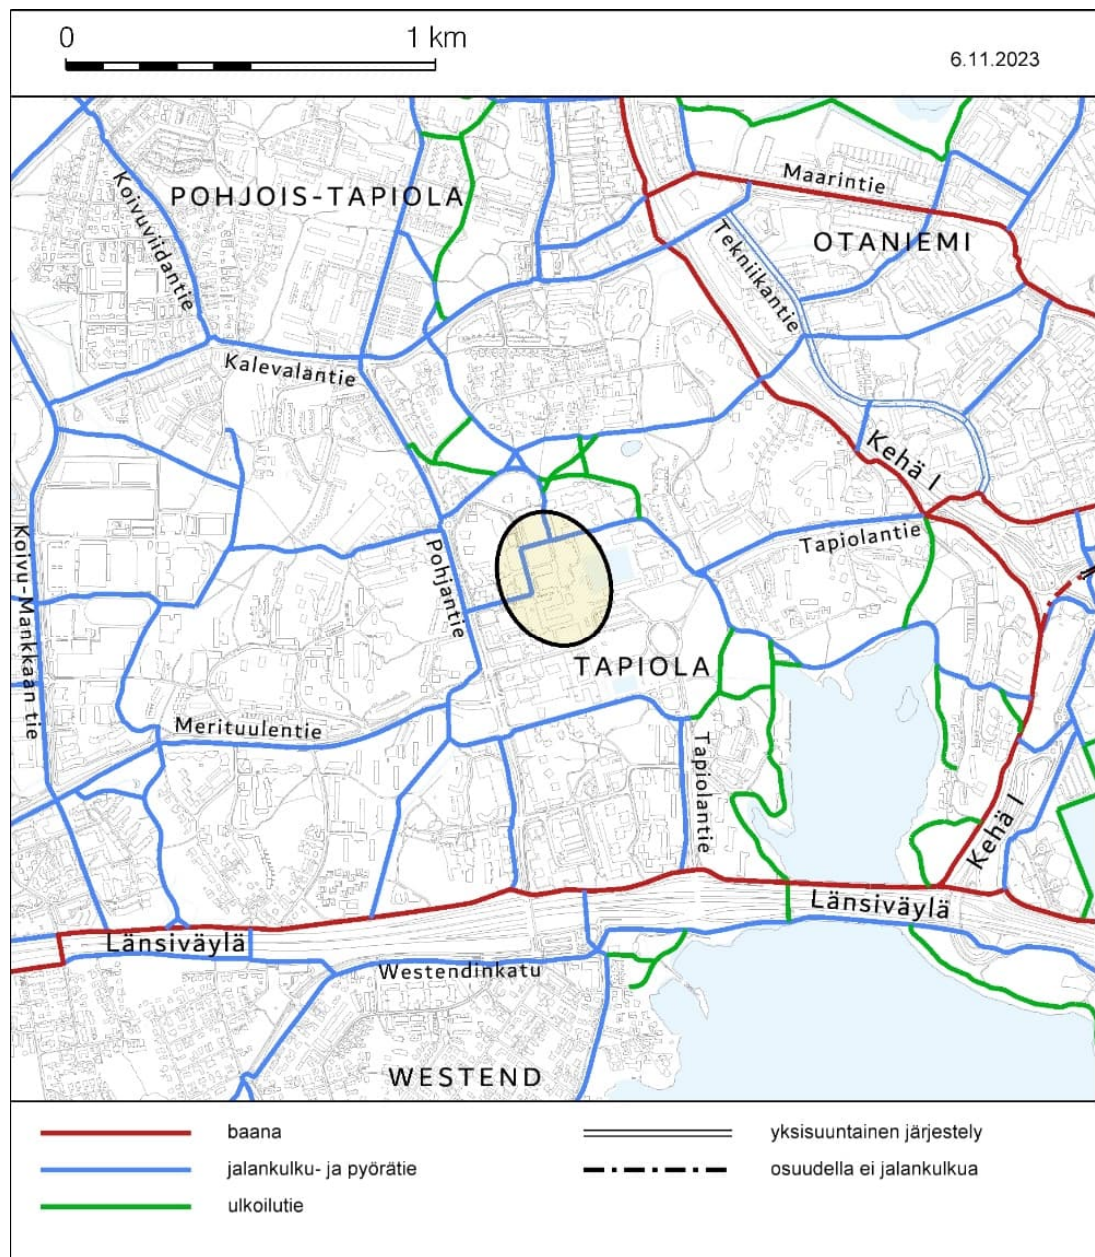 0 1 km
6.11.2023
Maarintie
POHJOIS-TAPIOLA
Koivuviidantie
OTANIEMI
Tekniikantie
Kalevalantie
Kehä I
Koivu-Mankkaan tie
Pohjantie
Tapiolantie
TAPIOLA
Merituulentie
Tapiolantie
Kehä I
Länsiväylä
Länsiväylä
Westendinkatu
WESTEND
baana
jalankulku- ja pyörätie
ulkoilutie
yksisuuntainen järjestely
osuudella ei jalankulkua